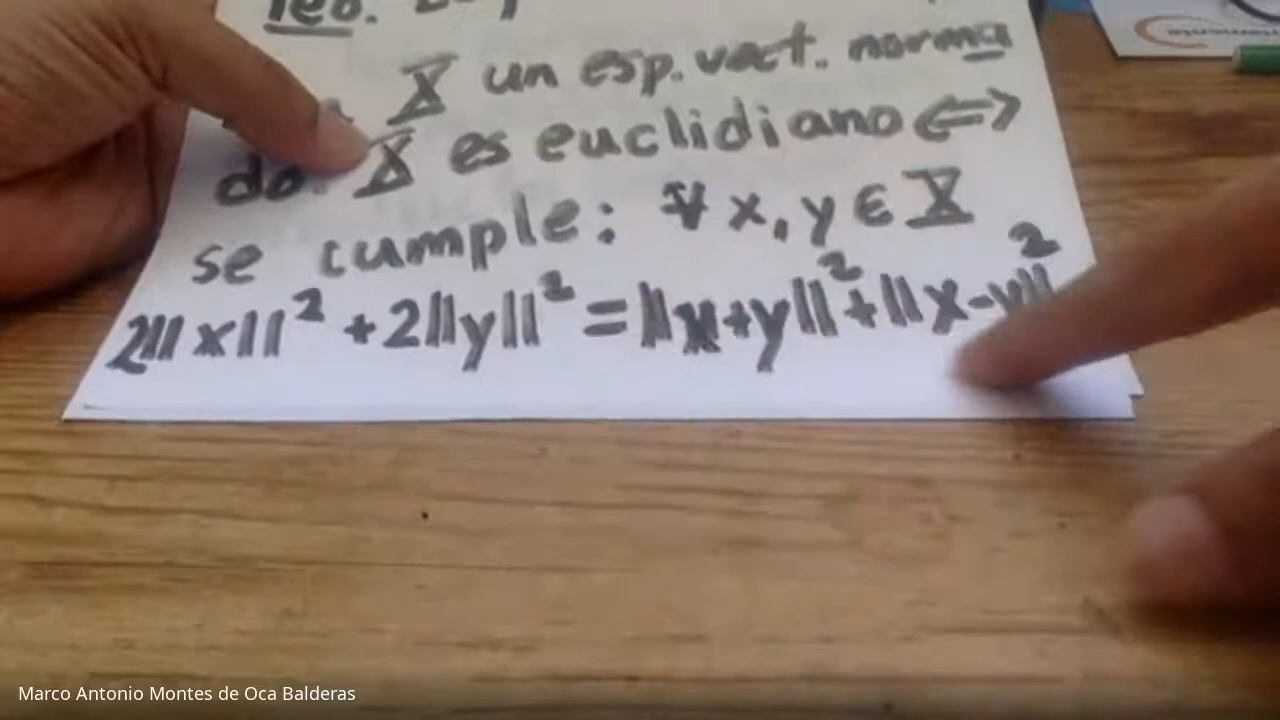 Teo.
X un esp. vect. norma
do. X es euclidiano ⟺
se cumple: ∀ x, y ∈ X
2||x||² + 2||y||² = ||x+y||² + ||x-y||²
Marco Antonio Montes de Oca Balderas